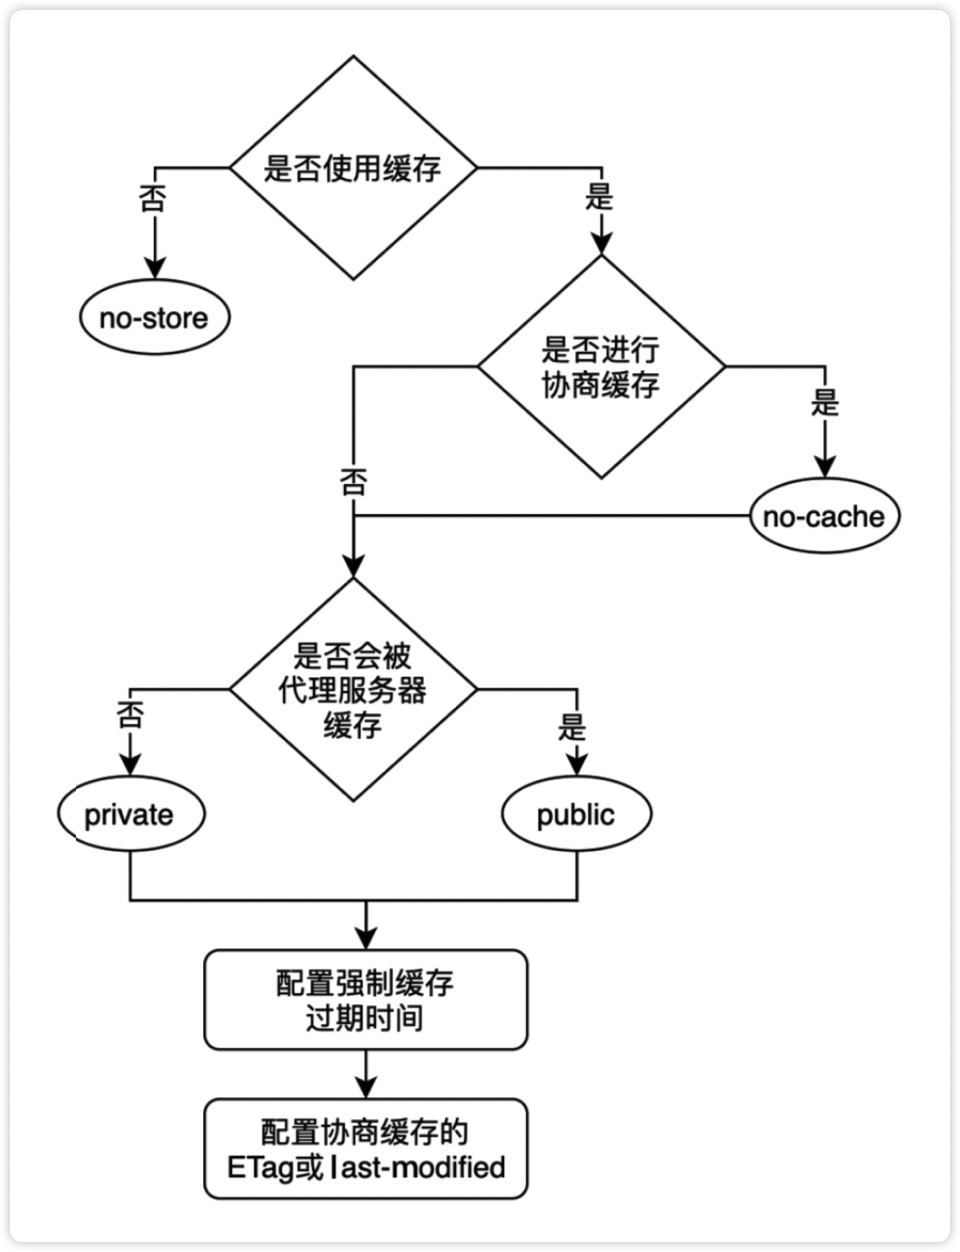 是否使用缓存
否
是
no-store
是否进行
协商缓存
是
否
no-cache
是否会被
代理服务器
缓存
否
是
private
public
配置强制缓存
过期时间
配置协商缓存的
ETag或last-modified